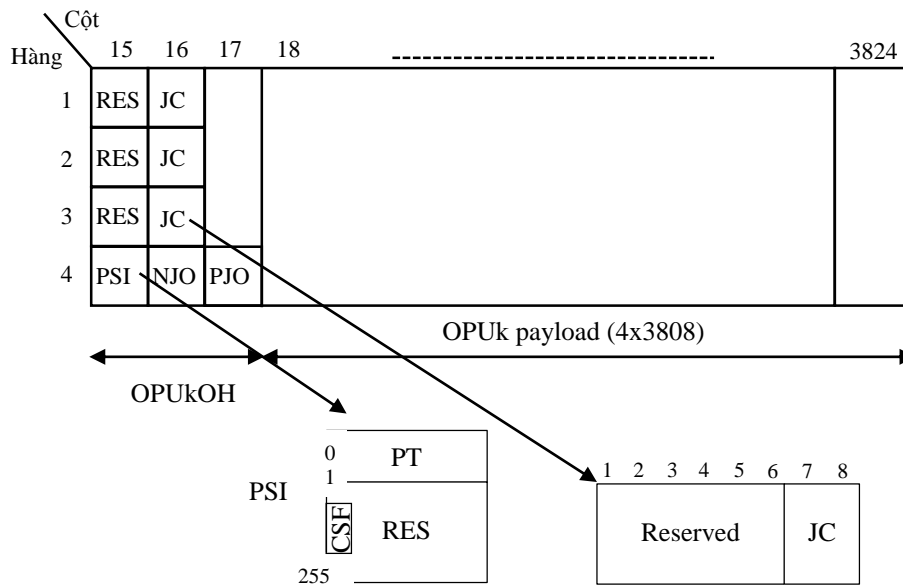 Cột
Hàng 15 16 17 18 3824
1 RES JC
2 RES JC
3 RES JC
4 PSI NJO PJO
OPUk payload (4x3808)
OPUkOH
PSI
0 PT
1
CSF RES
255
1 2 3 4 5 6 7 8
Reserved JC